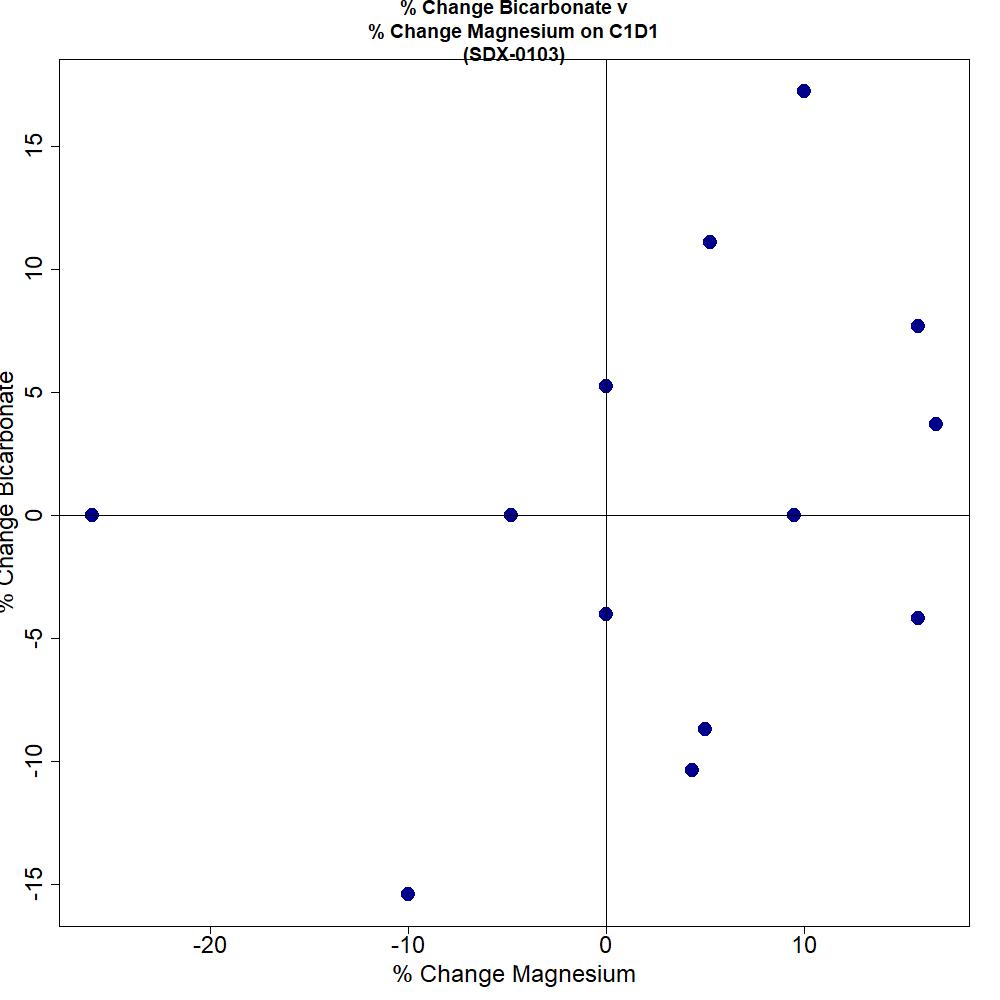 % Change Bicarbonate v
% Change Magnesium on C1D1
(SDX-0103)
% Change Bicarbonate
15
10
5
0
-5
-10
-15
-20
-10
0
10
% Change Magnesium